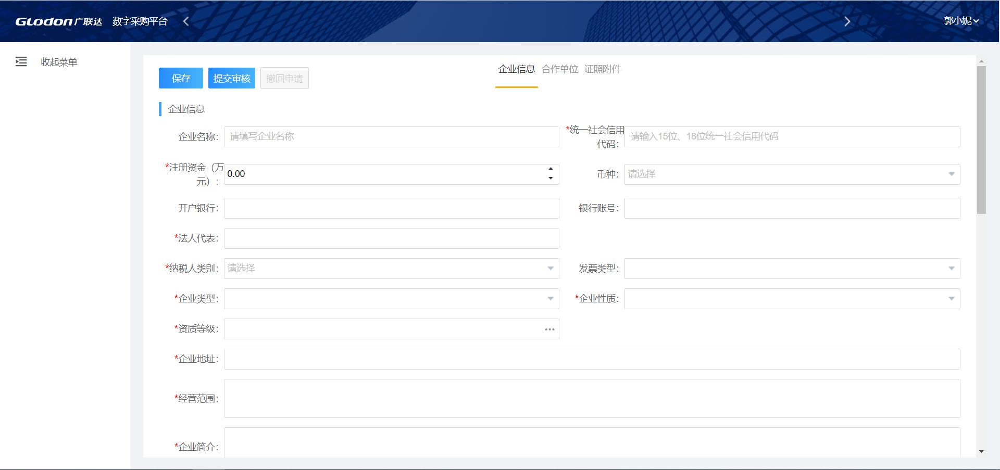 GLodon广联达 数字采购平台 郭小妮
收起菜单
保存 提交审核 撤回申请 企业信息 合作单位 证照附件
企业信息
企业名称: 请填写企业名称 *统一社会信用代码: 请输入15位、18位统一社会信用代码
*注册资金（万元）: 0.00 币种: 请选择
开户银行: 银行账号:
*法人代表:
*纳税人类别: 请选择 发票类型:
*企业类型: *企业性质:
*资质等级:
*企业地址:
*经营范围:
*企业简介: